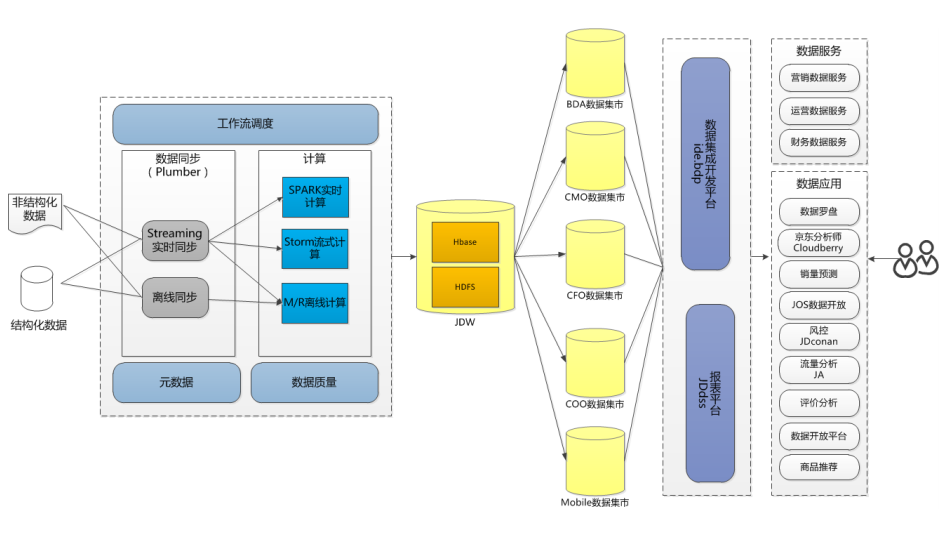 工作流调度
数据同步
（ Plumber ）
Streaming
实时同步
离线同步
计算
SPARK实时
计算
Storm流式计
算
M/R离线计算
元数据
数据质量
非结构化
数据
结构化数据
Hbase
HDFS
JDW
BDA数据集市
CMO数据集市
CFO数据集市
COO数据集市
Mobile数据集市
数据集成开发平台
ide.bdp
报表平台
JDdss
数据服务
营销数据服务
运营数据服务
财务数据服务
数据应用
数据罗盘
京东分析师
Cloudberry
销量预测
JOS数据开放
风控
JDconan
流量分析
JA
评价分析
数据开放平台
商品推荐